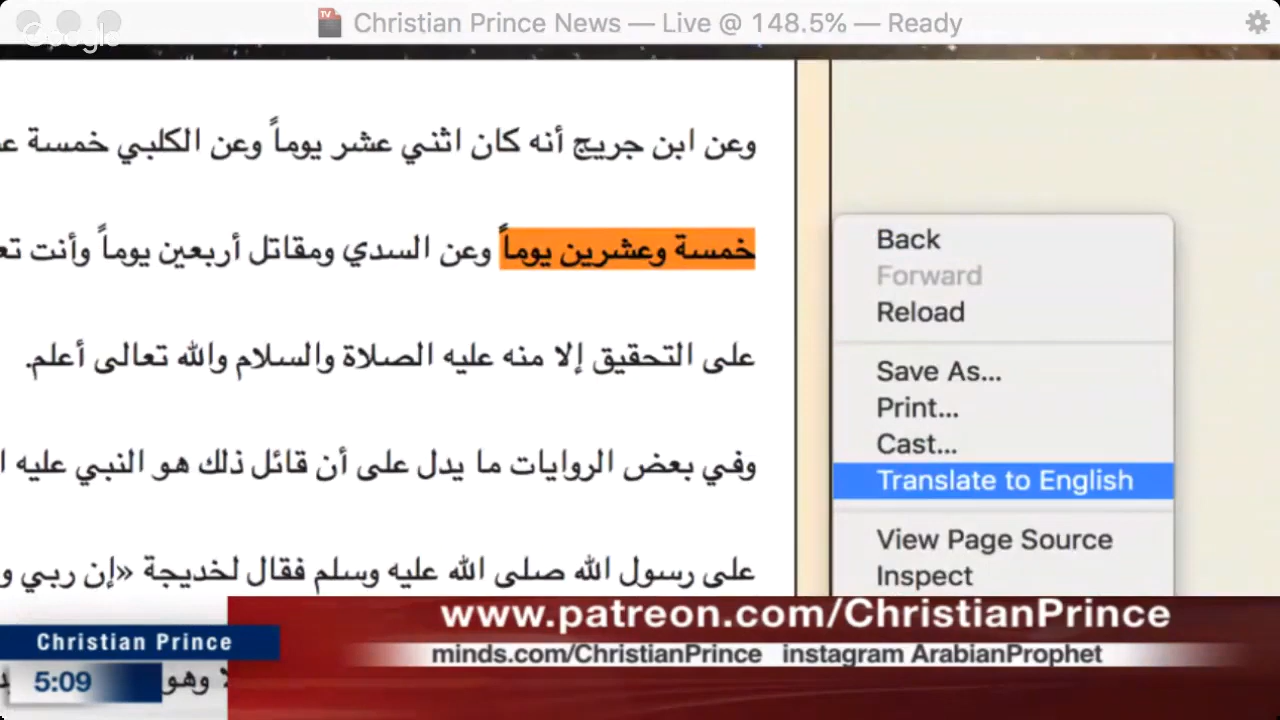 Christian Prince News — Live @ 148.5% — Ready
Google
وعن ابن جريج أنه كان اثني عشر يوماً وعن الكلبي خمسة
خمسة وعشرين يوماً وعن السدي ومقاتل أربعين يوماً وأنت
على التحقيق إلا منه عليه الصلاة والسلام والله تعالى أعلم.
وفي بعض الروايات ما يدل على أن قائل ذلك هو النبي عليه
على رسول الله صلى الله عليه وسلم فقال لخديجة «إن ربي
وهو
Back
Forward
Reload
Save As...
Print...
Cast...
Translate to English
View Page Source
Inspect
www.patreon.com/ChristianPrince
Christian Prince
minds.com/ChristianPrince instagram ArabianProphet
5:09